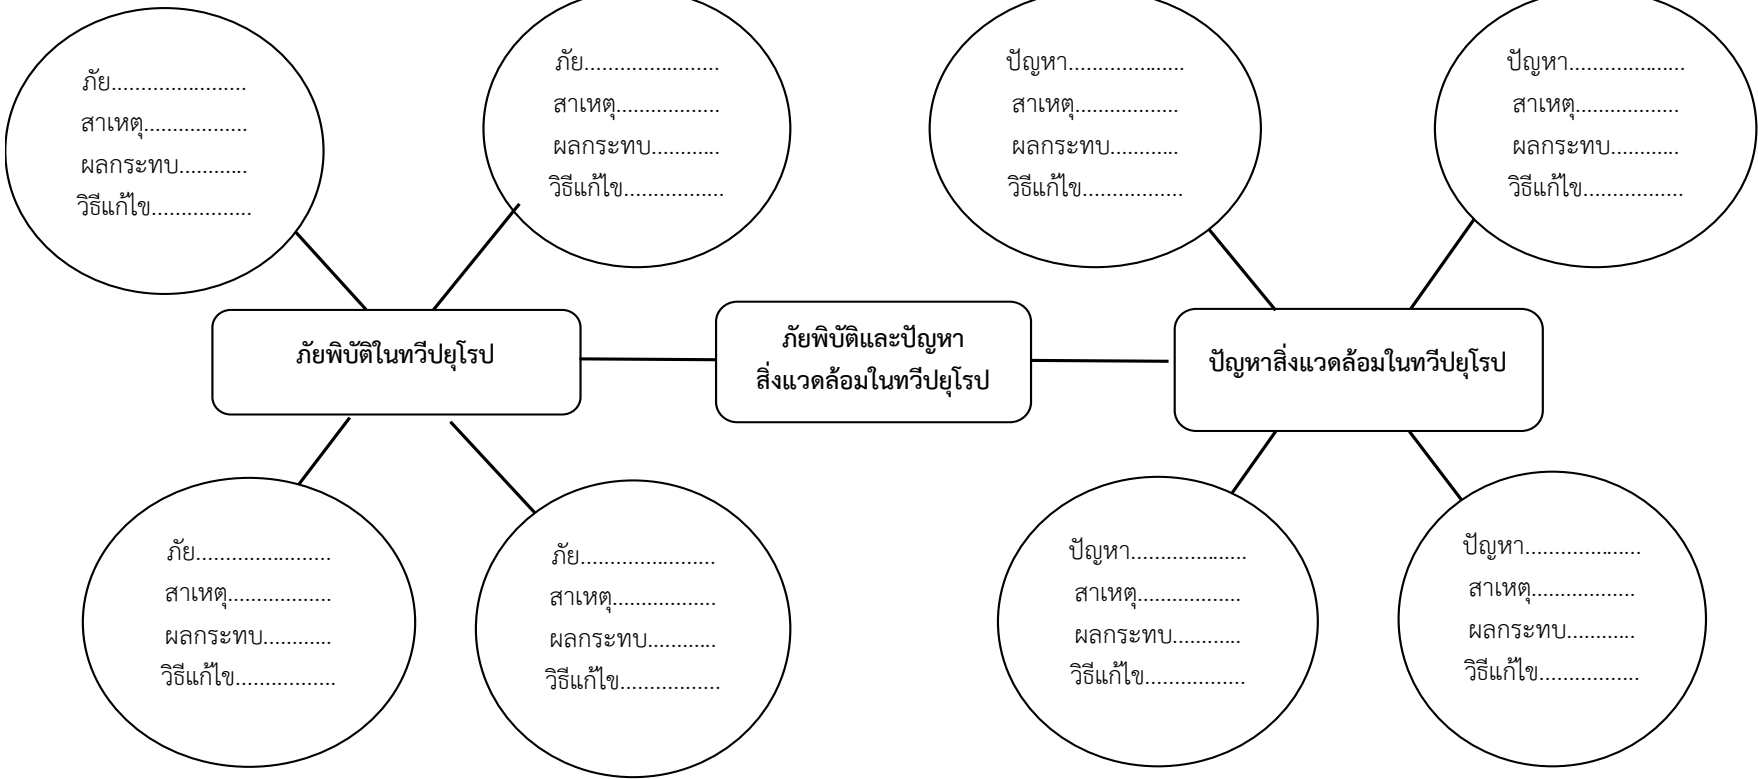 ภัย.......................
สาเหตุ..................
ผลกระทบ............
วิธีแก้ไข.................
ภัย.......................
สาเหตุ..................
ผลกระทบ............
วิธีแก้ไข.................
ปัญหา....................
สาเหตุ..................
ผลกระทบ............
วิธีแก้ไข.................
ปัญหา....................
สาเหตุ..................
ผลกระทบ............
วิธีแก้ไข.................
ภัยพิบัติในทวีปยุโรป
ภัยพิบัติและปัญหา
สิ่งแวดล้อมในทวีปยุโรป
ปัญหาสิ่งแวดล้อมในทวีปยุโรป
ภัย.......................
สาเหตุ..................
ผลกระทบ............
วิธีแก้ไข.................
ภัย.......................
สาเหตุ..................
ผลกระทบ............
วิธีแก้ไข.................
ปัญหา....................
สาเหตุ..................
ผลกระทบ............
วิธีแก้ไข.................
ปัญหา....................
สาเหตุ..................
ผลกระทบ............
วิธีแก้ไข.................